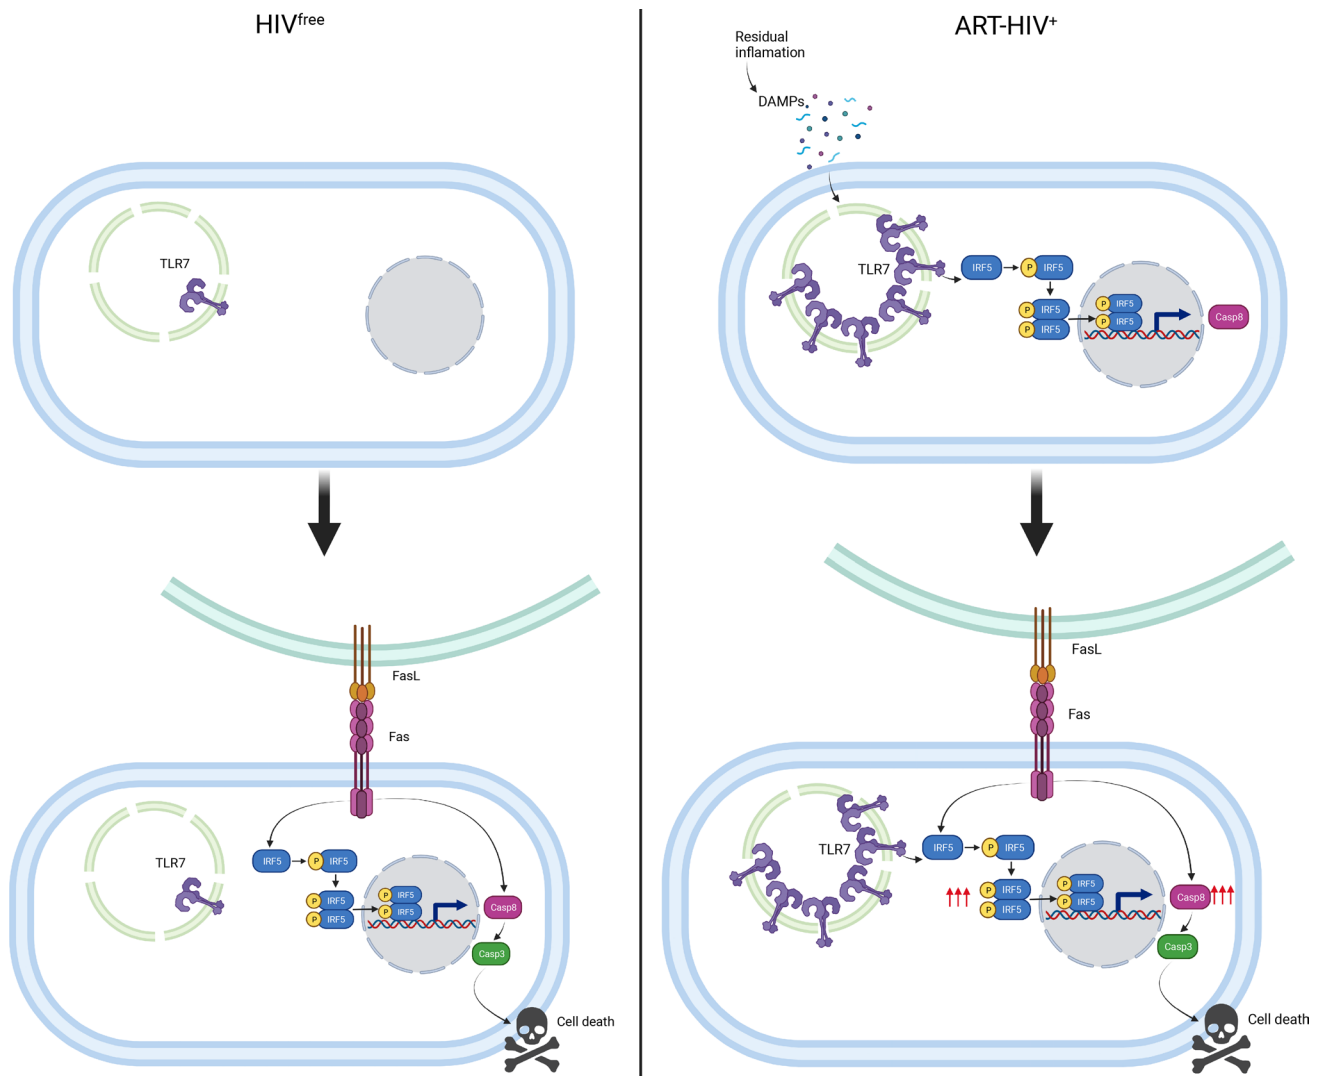 HIVfree
TLR7
FasL
Fas
TLR7
IRF5
P
IRF5
P
IRF5
P
IRF5
P
IRF5
P
IRF5
Casp8
Casp3
Cell death
ART-HIV+
Residual
inflamation
DAMPs
TLR7
IRF5
P
IRF5
P
IRF5
P
IRF5
P
IRF5
P
IRF5
Casp8
FasL
Fas
TLR7
IRF5
P
IRF5
P
IRF5
P
IRF5
P
IRF5
P
IRF5
Casp8
Casp3
Cell death